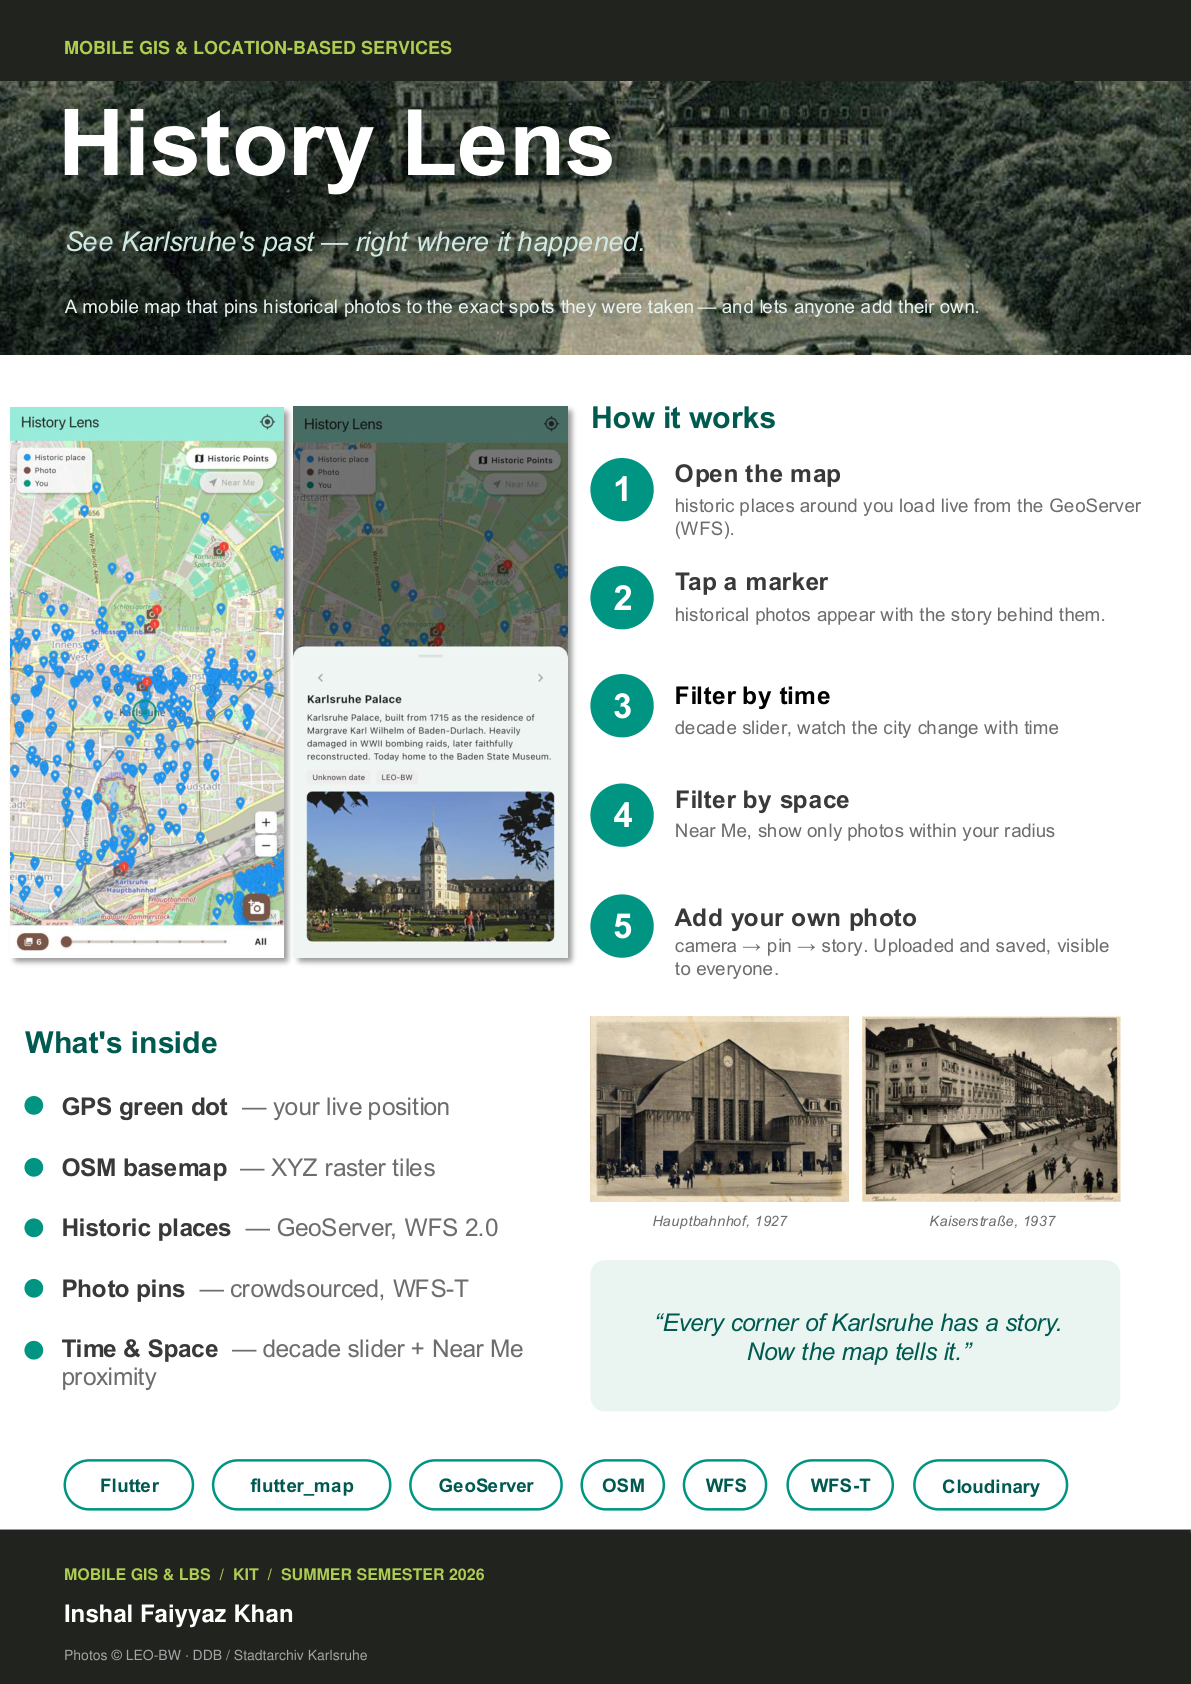 MOBILE GIS & LOCATION-BASED SERVICES
History Lens
See Karlsruhe's past — right where it happened.
A mobile map that pins historical photos to the exact spots they were taken — and lets anyone add their own.
History Lens
Historic place
Photo
You
Historic Points
Near Me
Willy-Brandt-Allee
Karlsruhe
Hauptbahnhof
6
All
History Lens
Historic place
Photo
You
Historic Points
Near Me
605
Karlsruhe Palace
Karlsruhe Palace, built from 1715 as the residence of
Margrave Karl Wilhelm of Baden-Durlach. Heavily
damaged in WWII bombing raids, later faithfully
reconstructed. Today home to the Baden State Museum.
Unknown date
LEO-BW
How it works
1
Open the map
historic places around you load live from the GeoServer
(WFS).
2
Tap a marker
historical photos appear with the story behind them.
3
Filter by time
decade slider, watch the city change with time
4
Filter by space
Near Me, show only photos within your radius
5
Add your own photo
camera → pin → story. Uploaded and saved, visible
to everyone.
What's inside
GPS green dot — your live position
OSM basemap — XYZ raster tiles
Historic places — GeoServer, WFS 2.0
Photo pins — crowdsourced, WFS-T
Time & Space — decade slider + Near Me
proximity
Hauptbahnhof, 1927
Kaiserstraße, 1937
“Every corner of Karlsruhe has a story.
Now the map tells it.”
Flutter
flutter_map
GeoServer
OSM
WFS
WFS-T
Cloudinary
MOBILE GIS & LBS / KIT / SUMMER SEMESTER 2026
Inshal Faiyyaz Khan
Photos © LEO-BW · DDB / Stadtarchiv Karlsruhe